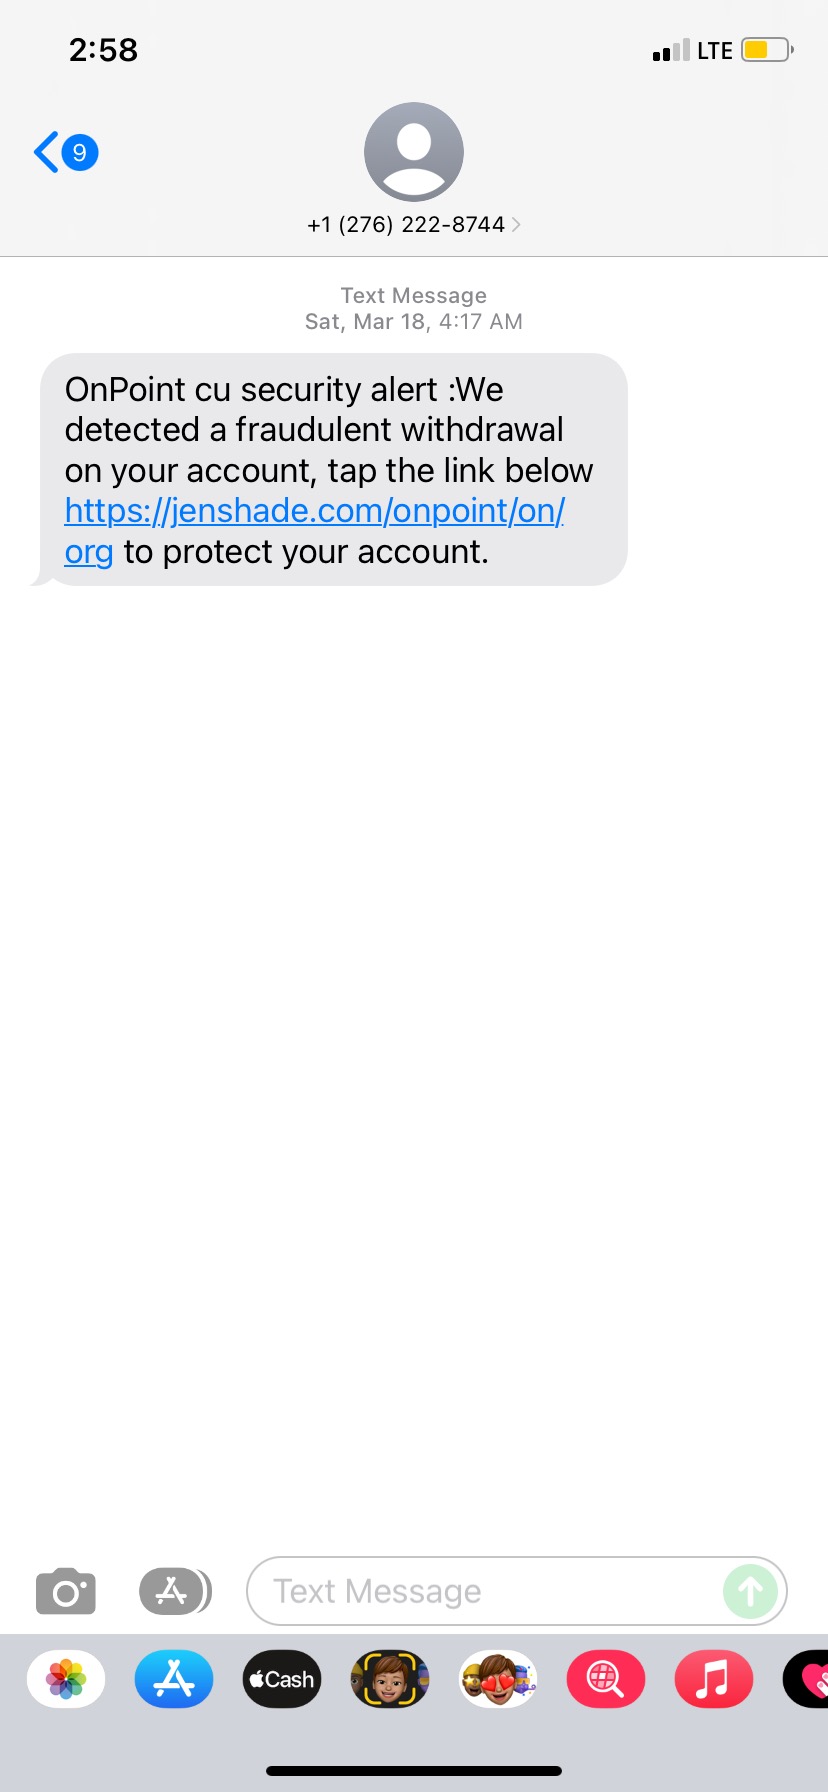 2:58
LTE
9
+1 (276) 222-8744
Text Message
Sat, Mar 18, 4:17 AM
OnPoint cu security alert :We
detected a fraudulent withdrawal
on your account, tap the link below
https://jenshade.com/onpoint/on/
org to protect your account.
Text Message
Cash